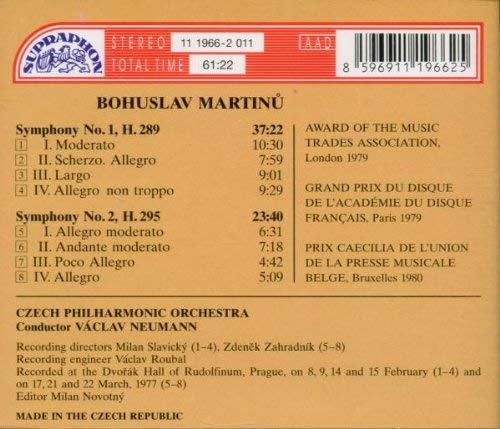 SUPRAPHON
STEREO 11 1966-2 011 AAD
TOTAL TIME 61:22
8 596911 196625
BOHUSLAV MARTINŮ
Symphony No. 1, H. 289 37:22
1 I. Moderato 10:30
2 II. Scherzo. Allegro 7:59
3 III. Largo 9:01
4 IV. Allegro non troppo 9:29
Symphony No. 2, H. 295 23:40
5 I. Allegro moderato 6:31
6 II. Andante moderato 7:18
7 III. Poco Allegro 4:42
8 IV. Allegro 5:09
AWARD OF THE MUSIC
TRADES ASSOCIATION,
London 1979
GRAND PRIX DU DISQUE
DE L'ACADÉMIE DU DISQUE
FRANÇAIS, Paris 1979
PRIX CAECILIA DE L'UNION
DE LA PRESSE MUSICALE
BELGE, Bruxelles 1980
CZECH PHILHARMONIC ORCHESTRA
Conductor VÁCLAV NEUMANN
Recording directors Milan Slavický (1–4), Zdeněk Zahradník (5–8)
Recording engineer Václav Roubal
Recorded at the Dvořák Hall of Rudolfinum, Prague, on 8, 9, 14 and 15 February (1–4) and
on 17, 21 and 22 March, 1977 (5–8)
Editor Milan Novotný
MADE IN THE CZECH REPUBLIC